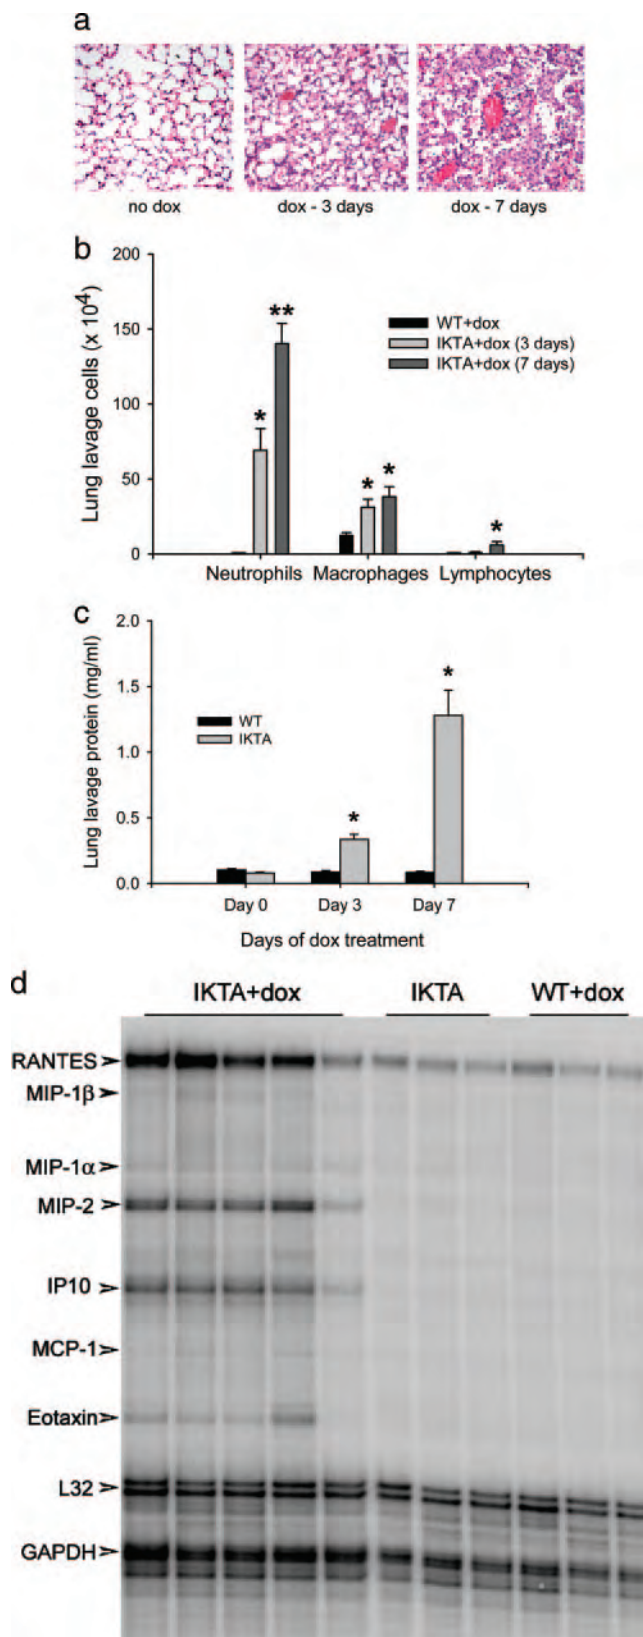 a
no dox dox - 3 days dox - 7 days
b
200
150
100
50
0
Lung lavage cells (x 10⁴)
WT+dox
IKTA+dox (3 days)
IKTA+dox (7 days)
*
**
*
*
*
Neutrophils Macrophages Lymphocytes
c
2.0
1.5
1.0
0.5
0.0
Lung lavage protein (mg/ml)
WT
IKTA
*
*
Day 0 Day 3 Day 7
Days of dox treatment
d
IKTA+dox IKTA WT+dox
RANTES
MIP-1β
MIP-1α
MIP-2
IP10
MCP-1
Eotaxin
L32
GAPDH